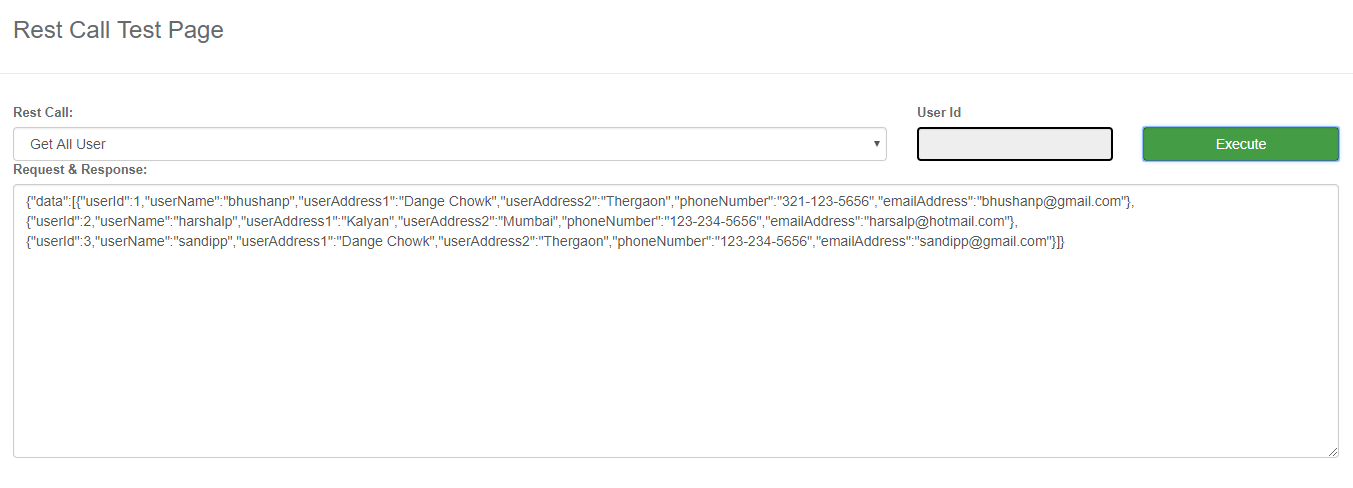 Rest Call Test Page
Rest Call:
User Id
Get All User
Execute
Request & Response:
{"data":[{"userId":1,"userName":"bhushanp","userAddress1":"Dange Chowk","userAddress2":"Thergaon","phoneNumber":"321-123-5656","emailAddress":"bhushanp@gmail.com"},
{"userId":2,"userName":"harshalp","userAddress1":"Kalyan","userAddress2":"Mumbai","phoneNumber":"123-234-5656","emailAddress":"harsalp@hotmail.com"},
{"userId":3,"userName":"sandipp","userAddress1":"Dange Chowk","userAddress2":"Thergaon","phoneNumber":"123-234-5656","emailAddress":"sandipp@gmail.com"}]}